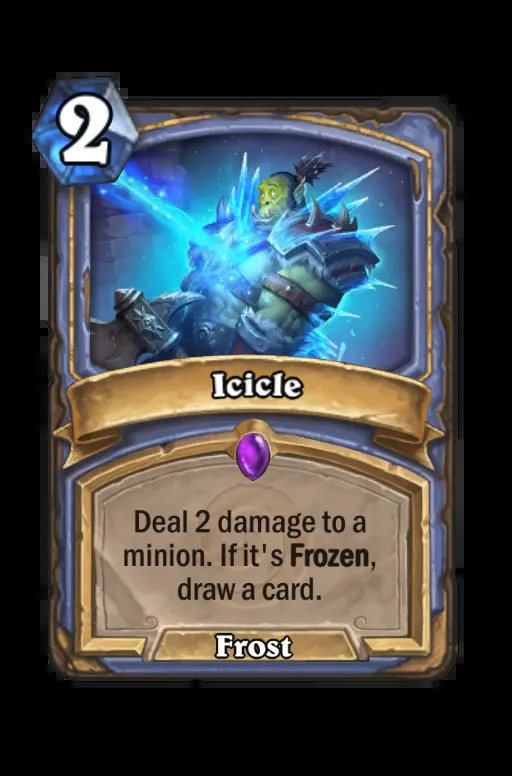 2
Icicle
Deal 2 damage to a
minion. If it's Frozen,
draw a card.
Frost